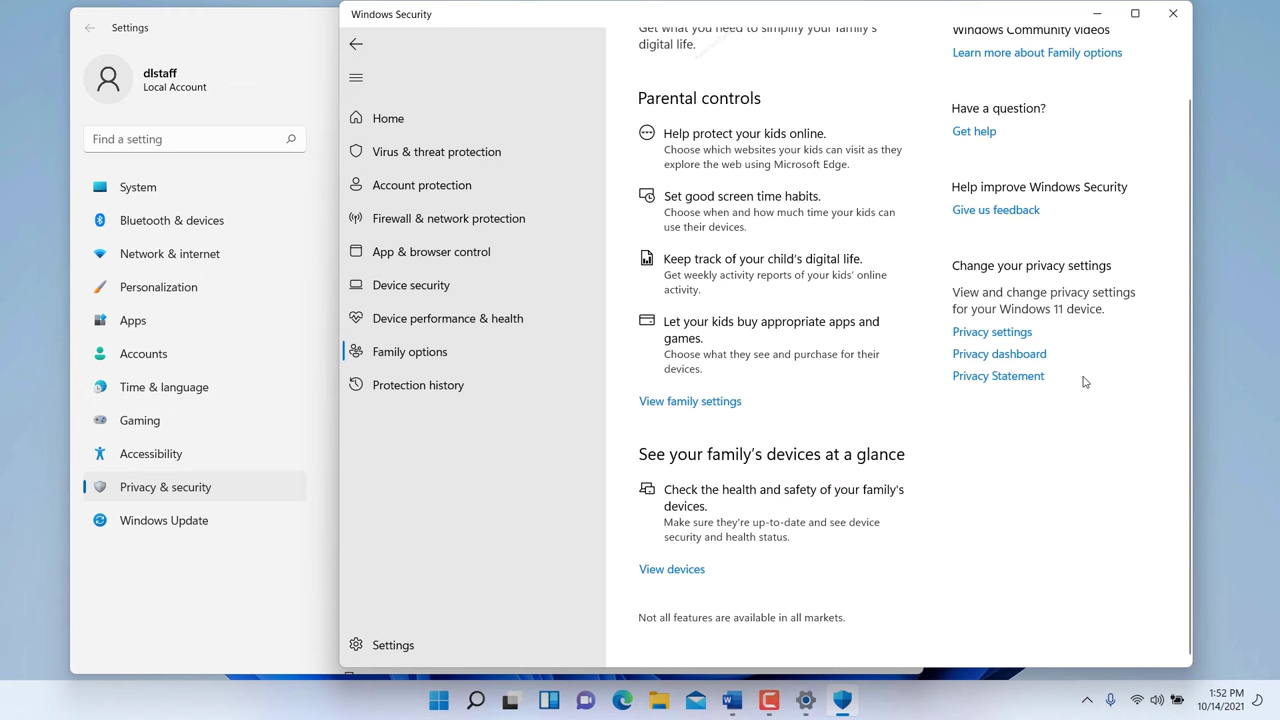 Settings
dlstaff
Local Account
Find a setting
System
Bluetooth & devices
Network & internet
Personalization
Apps
Accounts
Time & language
Gaming
Accessibility
Privacy & security
Windows Update
Windows Security
Home
Virus & threat protection
Account protection
Firewall & network protection
App & browser control
Device security
Device performance & health
Family options
Protection history
Settings
Get what you need to simplify your family's
digital life.
Parental controls
Help protect your kids online.
Choose which websites your kids can visit as they
explore the web using Microsoft Edge.
Set good screen time habits.
Choose when and how much time your kids can
use their devices.
Keep track of your child's digital life.
Get weekly activity reports of your kids' online
activity.
Let your kids buy appropriate apps and
games.
Choose what they see and purchase for their
devices.
View family settings
See your family's devices at a glance
Check the health and safety of your family's
devices.
Make sure they're up-to-date and see device
security and health status.
View devices
Not all features are available in all markets.
Windows Community videos
Learn more about Family options
Have a question?
Get help
Help improve Windows Security
Give us feedback
Change your privacy settings
View and change privacy settings
for your Windows 11 device.
Privacy settings
Privacy dashboard
Privacy Statement
1:52 PM
10/14/2021